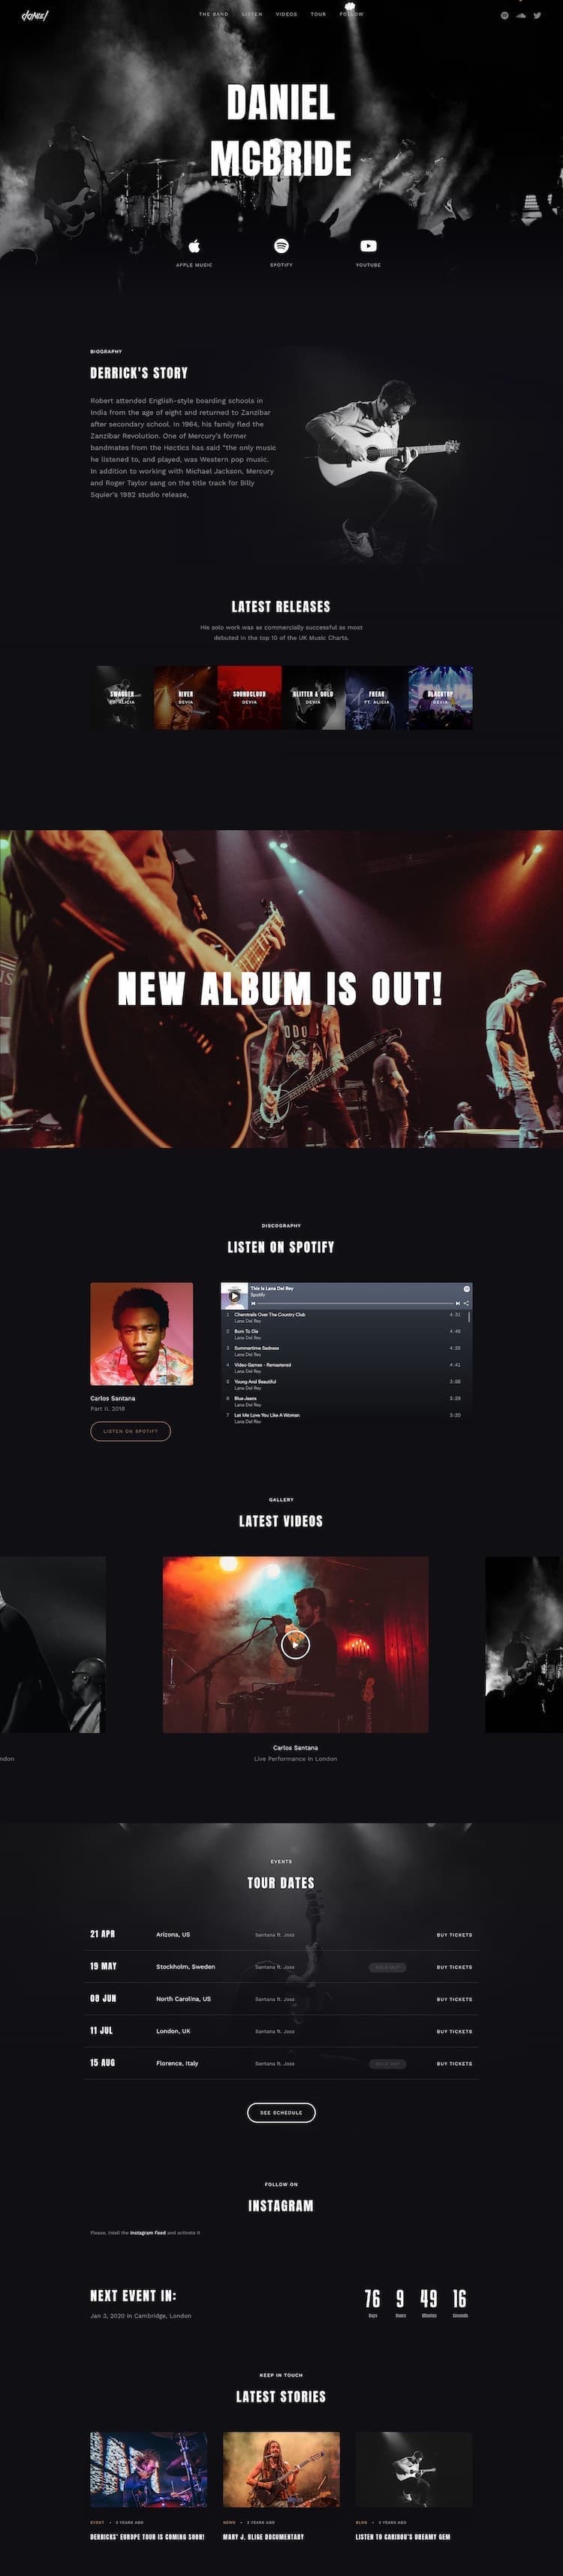 daniel
THE BAND LISTEN VIDEOS TOUR FOLLOW
DANIEL
MCBRIDE
APPLE MUSIC SPOTIFY YOUTUBE
BIOGRAPHY
DERRICK'S STORY
Robert attended English-style boarding schools in
India from the age of eight and returned to Zanzibar
after secondary school. In 1964, his family fled the
Zanzibar Revolution. One of Mercury's former
bandmates from the Hectics has said "the only music
he listened to, and played, was Western pop music.
In addition to working with Michael Jackson, Mercury
and Roger Taylor sang on the title track for Billy
Squier's 1982 studio release,
LATEST RELEASES
His solo work was as commercially successful as most
debuted in the top 10 of the UK Music Charts.
SWAGGER RIVER SOUNDCLOUD GLITTER & GOLD FREAK BLACKTOP
FT. ALICIA DEVIA DEVIA DEVIA FT. ALICIA DEVIA
NEW ALBUM IS OUT!
DISCOGRAPHY
LISTEN ON SPOTIFY
This Is Lana Del Rey
Spotify
1 Chemtrails Over The Country Club 4:31
Lana Del Rey
2 Born To Die 4:46
Lana Del Rey
3 Summertime Sadness 4:25
Lana Del Rey
4 Video Games - Remastered 4:41
Lana Del Rey
5 Young And Beautiful 3:56
Lana Del Rey
6 Blue Jeans 3:29
Lana Del Rey
7 Let Me Love You Like A Woman 3:20
Lana Del Rey
Carlos Santana
Part II. 2018
LISTEN ON SPOTIFY
GALLERY
LATEST VIDEOS
Carlos Santana
ndon Live Performance in London
EVENTS
TOUR DATES
21 APR Arizona, US Santana ft. Joss BUY TICKETS
19 MAY Stockholm, Sweden Santana ft. Joss SOLD OUT BUY TICKETS
08 JUN North Carolina, US Santana ft. Joss BUY TICKETS
11 JUL London, UK Santana ft. Joss BUY TICKETS
15 AUG Florence, Italy Santana ft. Joss SOLD OUT BUY TICKETS
SEE SCHEDULE
FOLLOW ON
INSTAGRAM
Please, intall the Instagram Feed and activate it
NEXT EVENT IN:
Jan 3, 2020 in Cambridge, London
76 9 49 16
Days Hours Minutes Seconds
KEEP IN TOUCH
LATEST STORIES
EVENT • 2 YEARS AGO
DERRICKS' EUROPE TOUR IS COMING SOON!
NEWS • 2 YEARS AGO
MARY J. BLIGE DOCUMENTARY
BLOG • 2 YEARS AGO
LISTEN TO CARIBOU'S DREAMY GEM